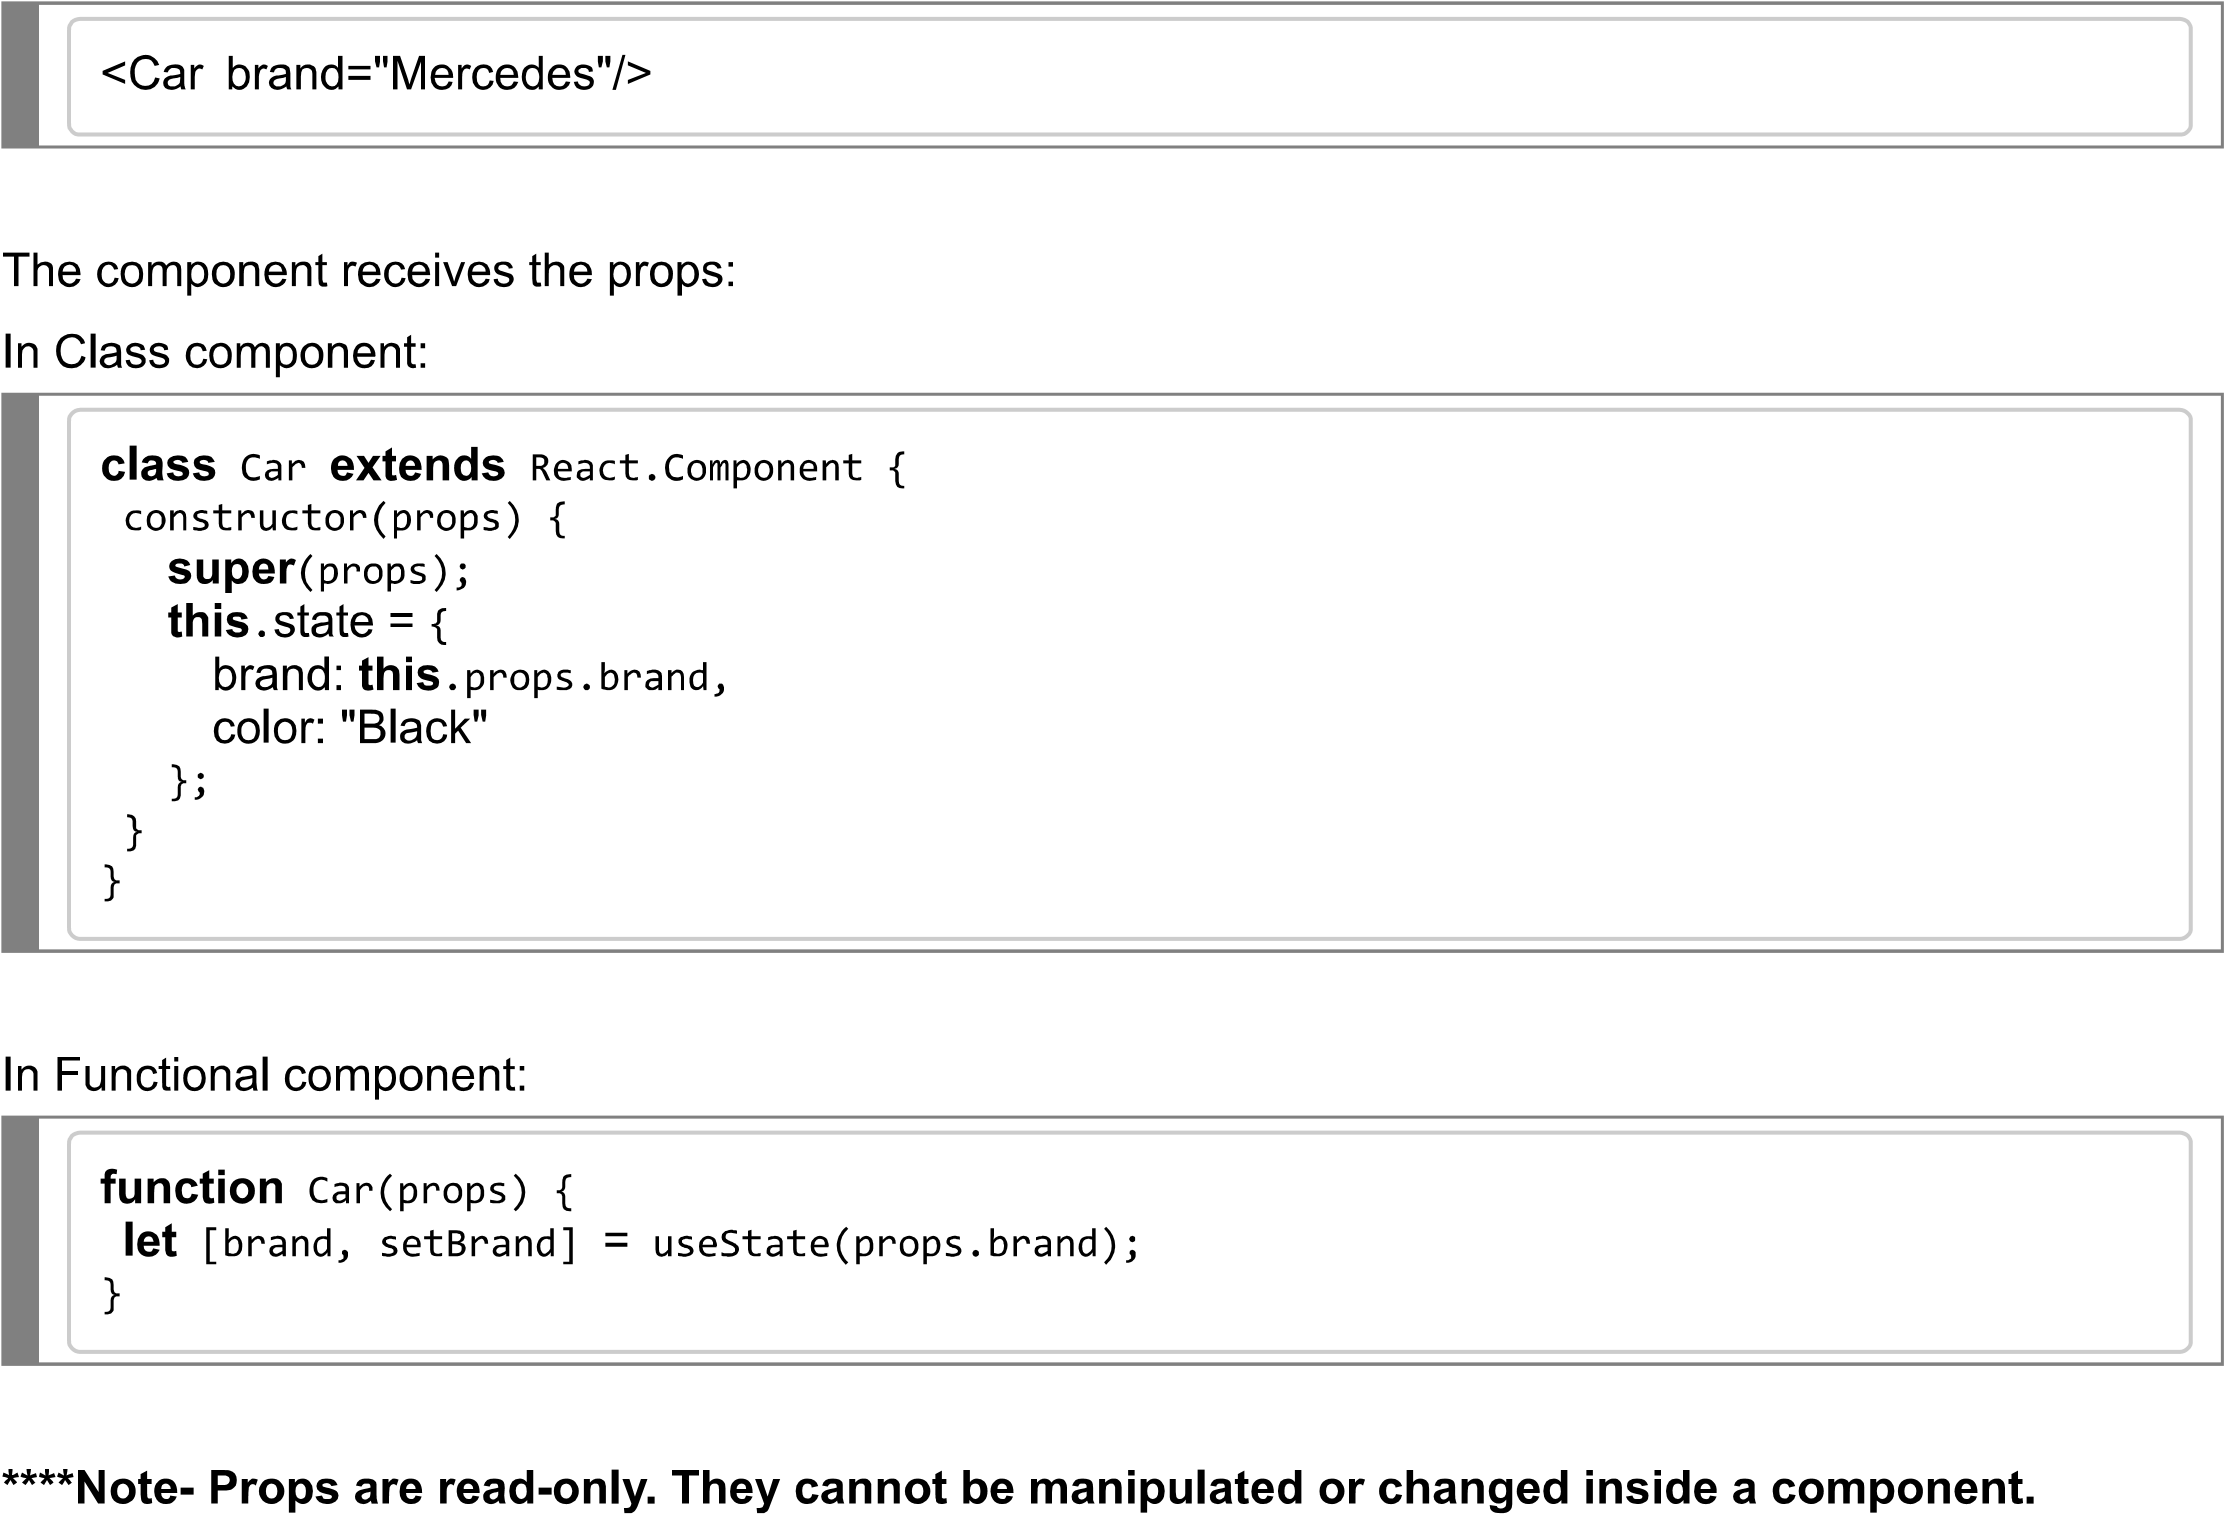 <Car  brand="Mercedes"/>
The component receives the props:
In Class component:
class Car extends React.Component {
 constructor(props) {
   super(props);
   this.state = {
     brand: this.props.brand,
     color: "Black"
   };
 }
}
In Functional component:
function Car(props) {
 let [brand, setBrand] = useState(props.brand);
}
****Note- Props are read-only. They cannot be manipulated or changed inside a component.